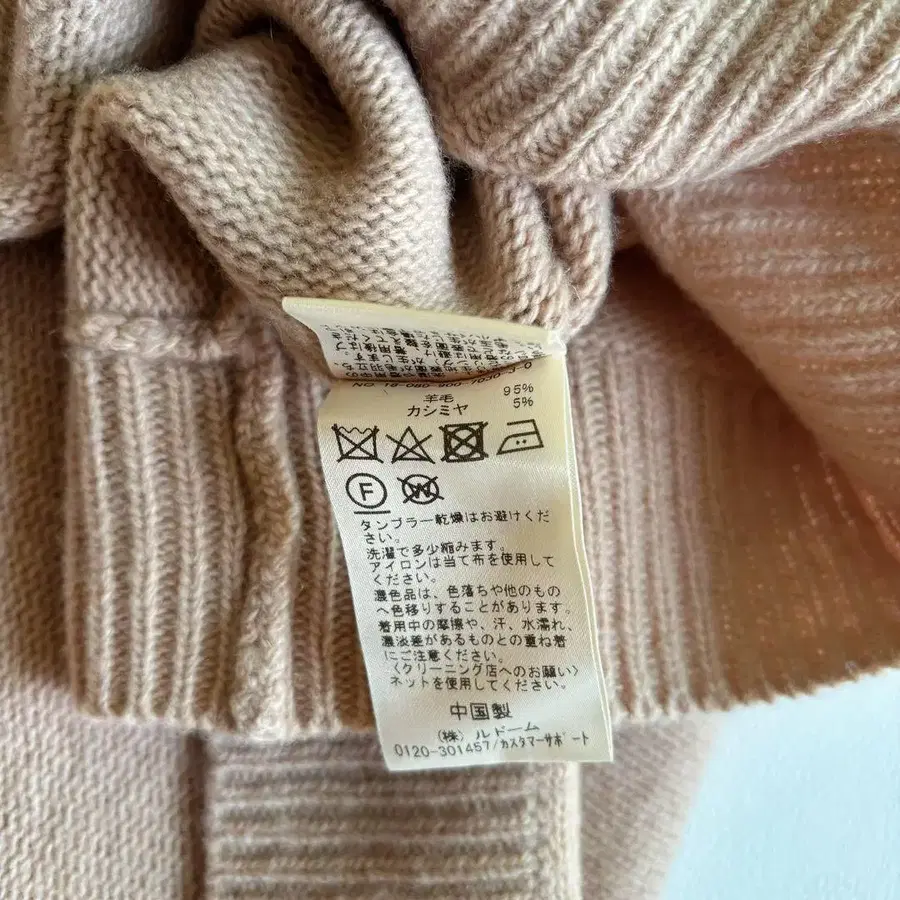 羊毛 95%
カシミヤ 5%
F W
タンブラー乾燥はお避けくだ
さい。
洗濯で多少縮みます。
アイロンは当て布を使用して
ください。
濃色品は、色落ちや他のもの
へ色移りすることがあります。
着用中の摩擦や、汗、水濡れ、
濃淡差があるものとの重ね着
にご注意ください。
〈クリーニング店へのお願い〉
ネットを使用してください。
中国製
(株) ルドーム
0120-301457/カスタマーサポート